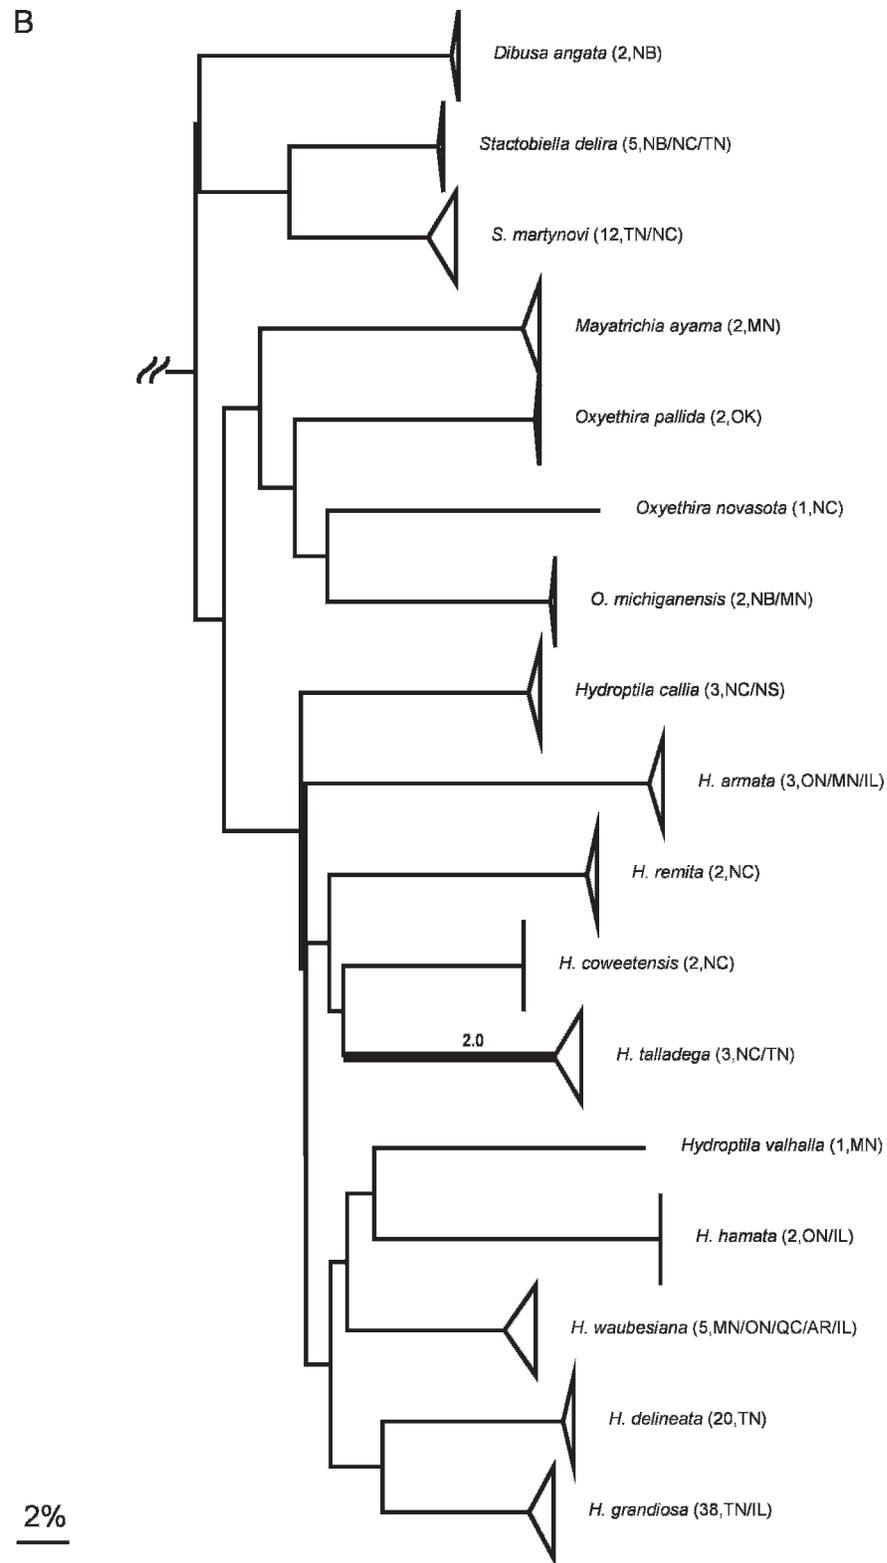 B
Dibusa angata (2,NB)
Stactobiella delira (5,NB/NC/TN)
S. martynovi (12,TN/NC)
Mayatrichia ayama (2,MN)
Oxyethira pallida (2,OK)
Oxyethira novasota (1,NC)
O. michiganensis (2,NB/MN)
Hydroptila callia (3,NC/NS)
H. armata (3,ON/MN/IL)
H. remita (2,NC)
H. coweetensis (2,NC)
2.0
H. talladega (3,NC/TN)
Hydroptila valhalla (1,MN)
H. hamata (2,ON/IL)
H. waubesiana (5,MN/ON/QC/AR/IL)
H. delineata (20,TN)
H. grandiosa (38,TN/IL)
2%